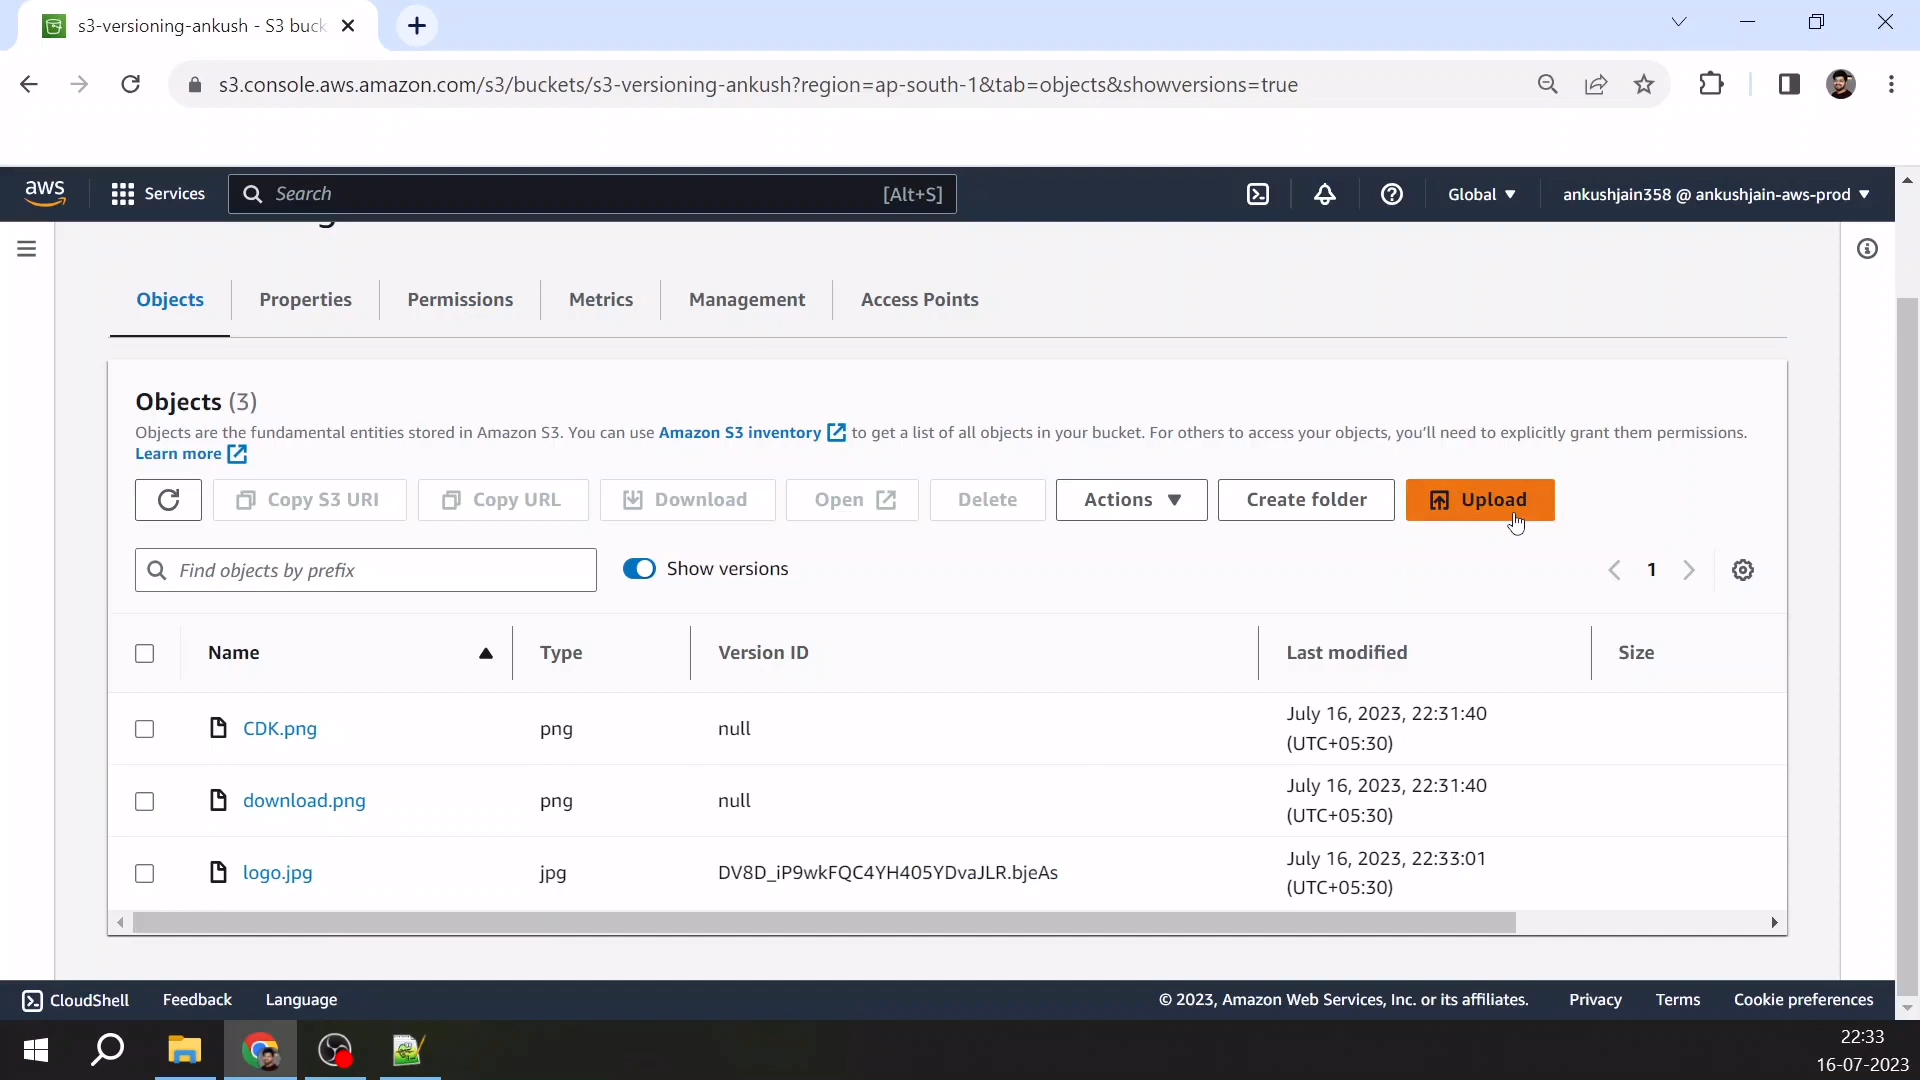 s3-versioning-ankush - S3 buck
s3.console.aws.amazon.com/s3/buckets/s3-versioning-ankush?region=ap-south-1&tab=objects&showversions=true
aws
Services
Search
[Alt+S]
Global
ankushjain358 @ ankushjain-aws-prod
Objects
Properties
Permissions
Metrics
Management
Access Points
Objects (3)
Objects are the fundamental entities stored in Amazon S3. You can use Amazon S3 inventory to get a list of all objects in your bucket. For others to access your objects, you'll need to explicitly grant them permissions.
Learn more
Copy S3 URI
Copy URL
Download
Open
Delete
Actions
Create folder
Upload
Find objects by prefix
Show versions
1
Name
Type
Version ID
Last modified
Size
CDK.png
png
null
July 16, 2023, 22:31:40
(UTC+05:30)
download.png
png
null
July 16, 2023, 22:31:40
(UTC+05:30)
logo.jpg
jpg
DV8D_iP9wkFQC4YH405YDvaJLR.bjeAs
July 16, 2023, 22:33:01
(UTC+05:30)
CloudShell
Feedback
Language
© 2023, Amazon Web Services, Inc. or its affiliates.
Privacy
Terms
Cookie preferences
22:33
16-07-2023